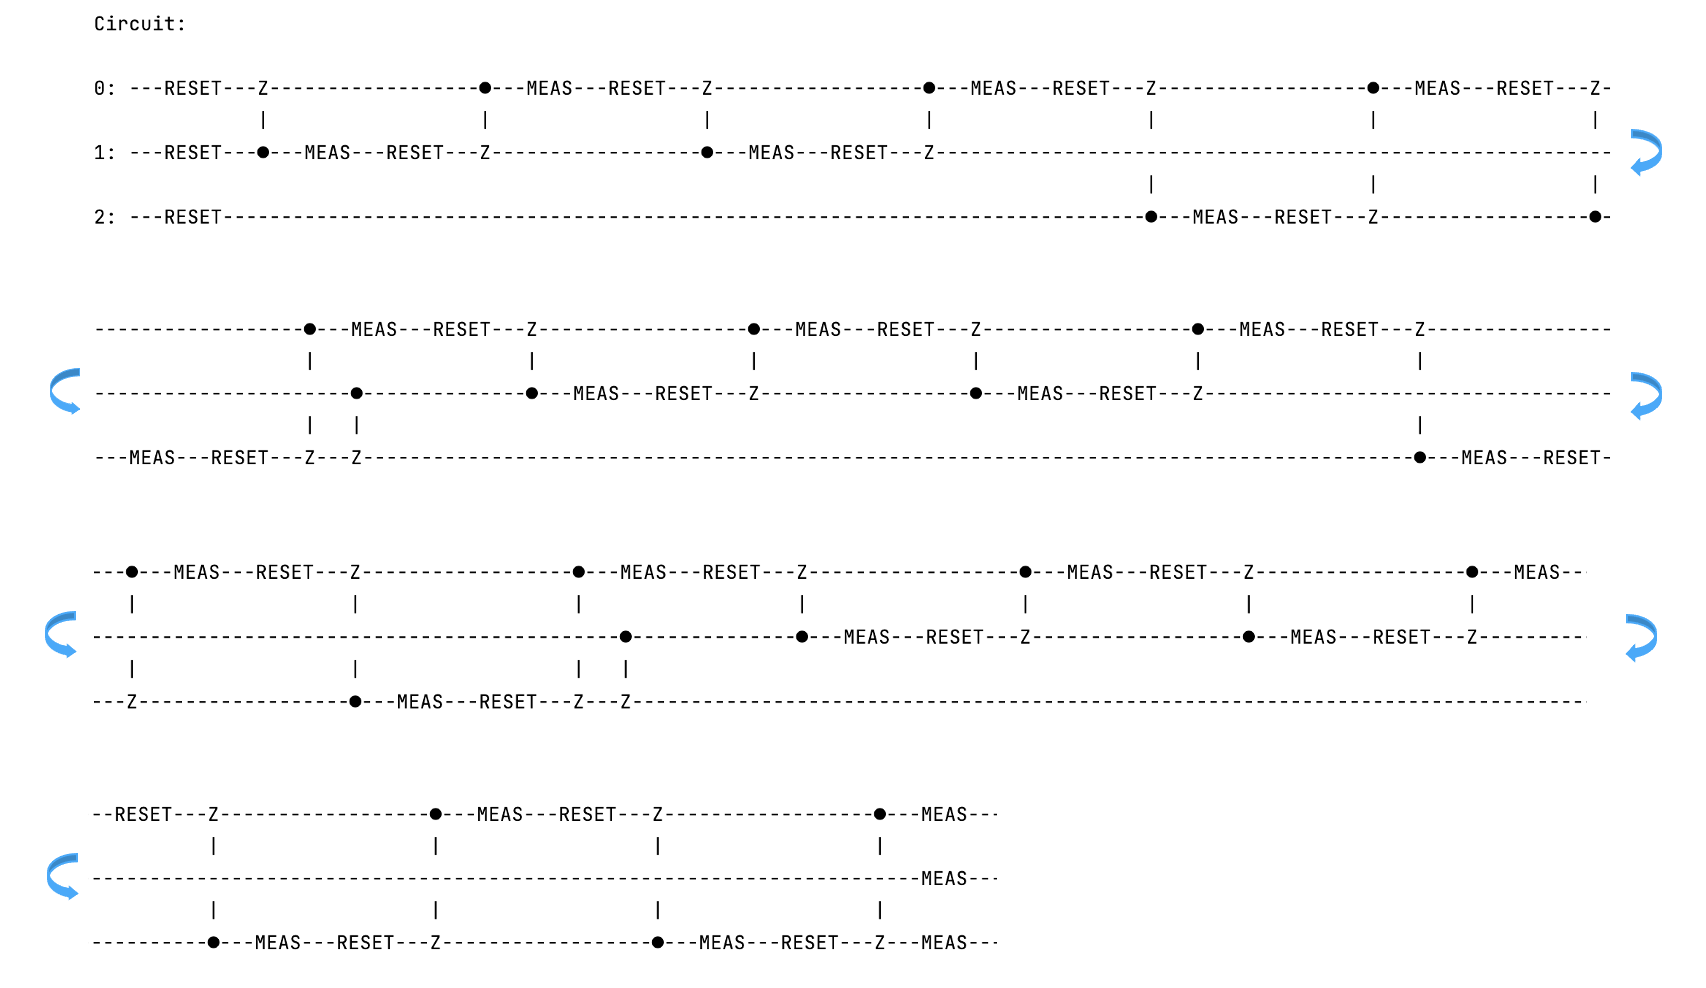 Circuit:
0: ---RESET---Z------------------●---MEAS---RESET---Z------------------●---MEAS---RESET---Z------------------●---MEAS---RESET---Z-
| | | | | | |
1: ---RESET---●---MEAS---RESET---Z------------------●---MEAS---RESET---Z----------------------------------------------------------
| | |
2: ---RESET-------------------------------------------------------------------------------●---MEAS---RESET---Z------------------●-
------------------●---MEAS---RESET---Z------------------●---MEAS---RESET---Z------------------●---MEAS---RESET---Z----------------
| | | | | | |
----------------------●--------------●---MEAS---RESET---Z------------------●---MEAS---RESET---Z-----------------------------------
| | |
---MEAS---RESET---Z---Z------------------------------------------------------------------------------------------●---MEAS---RESET-
---●---MEAS---RESET---Z------------------●---MEAS---RESET---Z------------------●---MEAS---RESET---Z------------------●---MEAS---
| | | | | | |
---------------------------------------------●--------------●---MEAS---RESET---Z------------------●---MEAS---RESET---Z----------
| | | |
---Z------------------●---MEAS---RESET---Z---Z----------------------------------------------------------------------------------
--RESET---Z------------------●---MEAS---RESET---Z------------------●---MEAS---
| | | |
----------------------------------------------------------------------MEAS---
| | | |
----------●---MEAS---RESET---Z------------------●---MEAS---RESET---Z---MEAS---